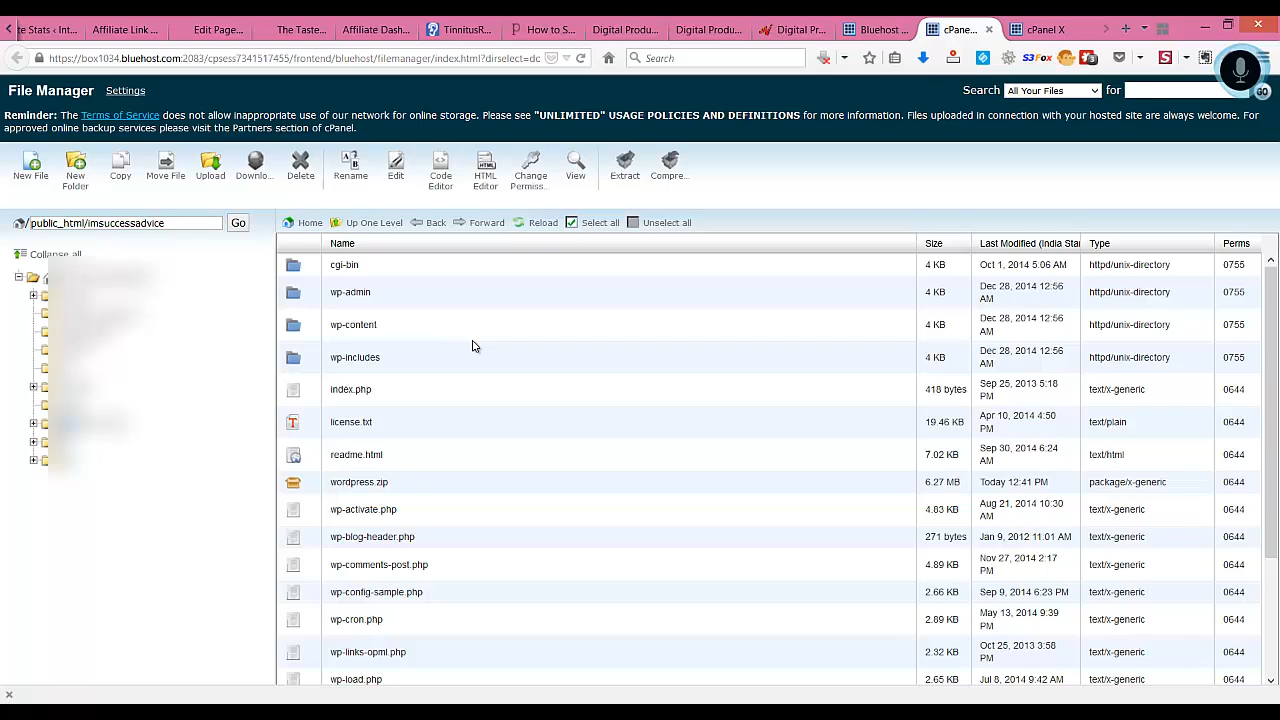 te Stats ‹ Int... Affiliate Link ... Edit Page... The Taste... Affiliate Dash... TinnitusR... How to S... Digital Produ... Digital Produ... Digital Pr... Bluehost ... cPane... × cPanel X
https://box1034.bluehost.com:2083/cpsess7341517455/frontend/bluehost/filemanager/index.html?dirselect=dc Search S3Fox
File Manager Settings Search All Your Files for GO
Reminder: The Terms of Service does not allow inappropriate use of our network for online storage. Please see "UNLIMITED" USAGE POLICIES AND DEFINITIONS for more information. Files uploaded in connection with your hosted site are always welcome. For
approved online backup services please visit the Partners section of cPanel.
New File New Folder Copy Move File Upload Downlo... Delete Rename Edit Code Editor HTML Editor Change Permiss... View Extract Compre...
/public_html/imsuccessadvice Go Home Up One Level Back Forward Reload Select all Unselect all
Name Size Last Modified (India Star Type Perms
Collapse all
cgi-bin 4 KB Oct 1, 2014 5:06 AM httpd/unix-directory 0755
wp-admin 4 KB Dec 28, 2014 12:56 AM httpd/unix-directory 0755
wp-content 4 KB Dec 28, 2014 12:56 AM httpd/unix-directory 0755
wp-includes 4 KB Dec 28, 2014 12:56 AM httpd/unix-directory 0755
index.php 418 bytes Sep 25, 2013 5:18 PM text/x-generic 0644
license.txt 19.46 KB Apr 10, 2014 4:50 PM text/plain 0644
readme.html 7.02 KB Sep 30, 2014 6:24 AM text/html 0644
wordpress.zip 6.27 MB Today 12:41 PM package/x-generic 0644
wp-activate.php 4.83 KB Aug 21, 2014 10:30 AM text/x-generic 0644
wp-blog-header.php 271 bytes Jan 9, 2012 11:01 AM text/x-generic 0644
wp-comments-post.php 4.89 KB Nov 27, 2014 2:17 PM text/x-generic 0644
wp-config-sample.php 2.66 KB Sep 9, 2014 6:23 PM text/x-generic 0644
wp-cron.php 2.89 KB May 13, 2014 9:39 PM text/x-generic 0644
wp-links-opml.php 2.32 KB Oct 25, 2013 3:58 PM text/x-generic 0644
wp-load.php 2.65 KB Jul 8, 2014 9:42 AM text/x-generic 0644